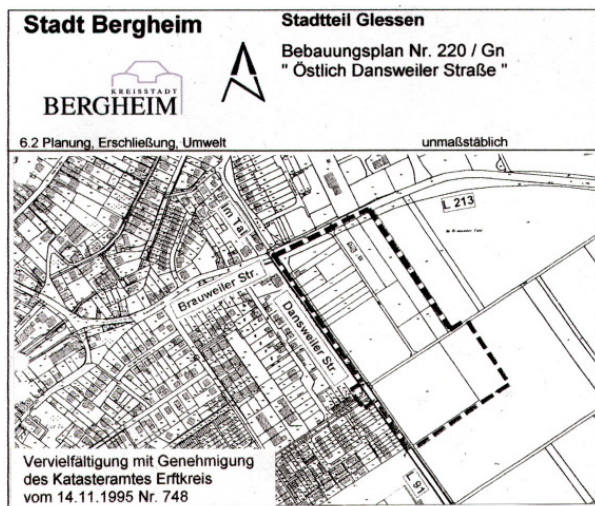 Stadt Bergheim
Stadtteil Glessen
Bebauungsplan Nr. 220 / Gn
" Östlich Dansweiler Straße "
KREISSTADT
BERGHEIM
6.2 Planung, Erschließung, Umwelt
unmaßstäblich
L 213
Im Tal
Brauweiler Str.
Dansweiler Str.
L 91
Vervielfältigung mit Genehmigung
des Katasteramtes Erftkreis
vom 14.11.1995 Nr. 748